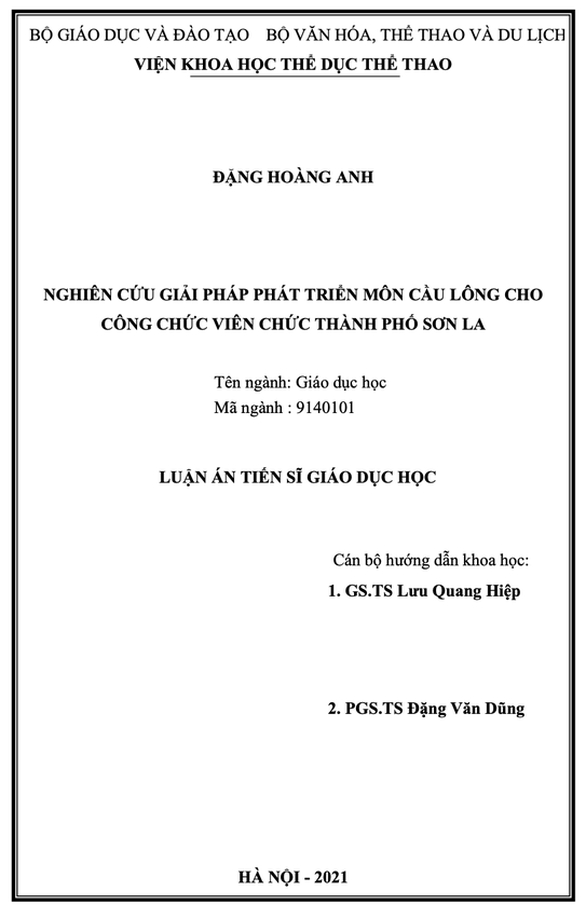 BỘ GIÁO DỤC VÀ ĐÀO TẠO BỘ VĂN HÓA, THỂ THAO VÀ DU LỊCH
VIỆN KHOA HỌC THỂ DỤC THỂ THAO
ĐẶNG HOÀNG ANH
NGHIÊN CỨU GIẢI PHÁP PHÁT TRIỂN MÔN CẦU LÔNG CHO
CÔNG CHỨC VIÊN CHỨC THÀNH PHỐ SƠN LA
Tên ngành: Giáo dục học
Mã ngành : 9140101
LUẬN ÁN TIẾN SĨ GIÁO DỤC HỌC
Cán bộ hướng dẫn khoa học:
1. GS.TS Lưu Quang Hiệp
2. PGS.TS Đặng Văn Dũng
HÀ NỘI - 2021